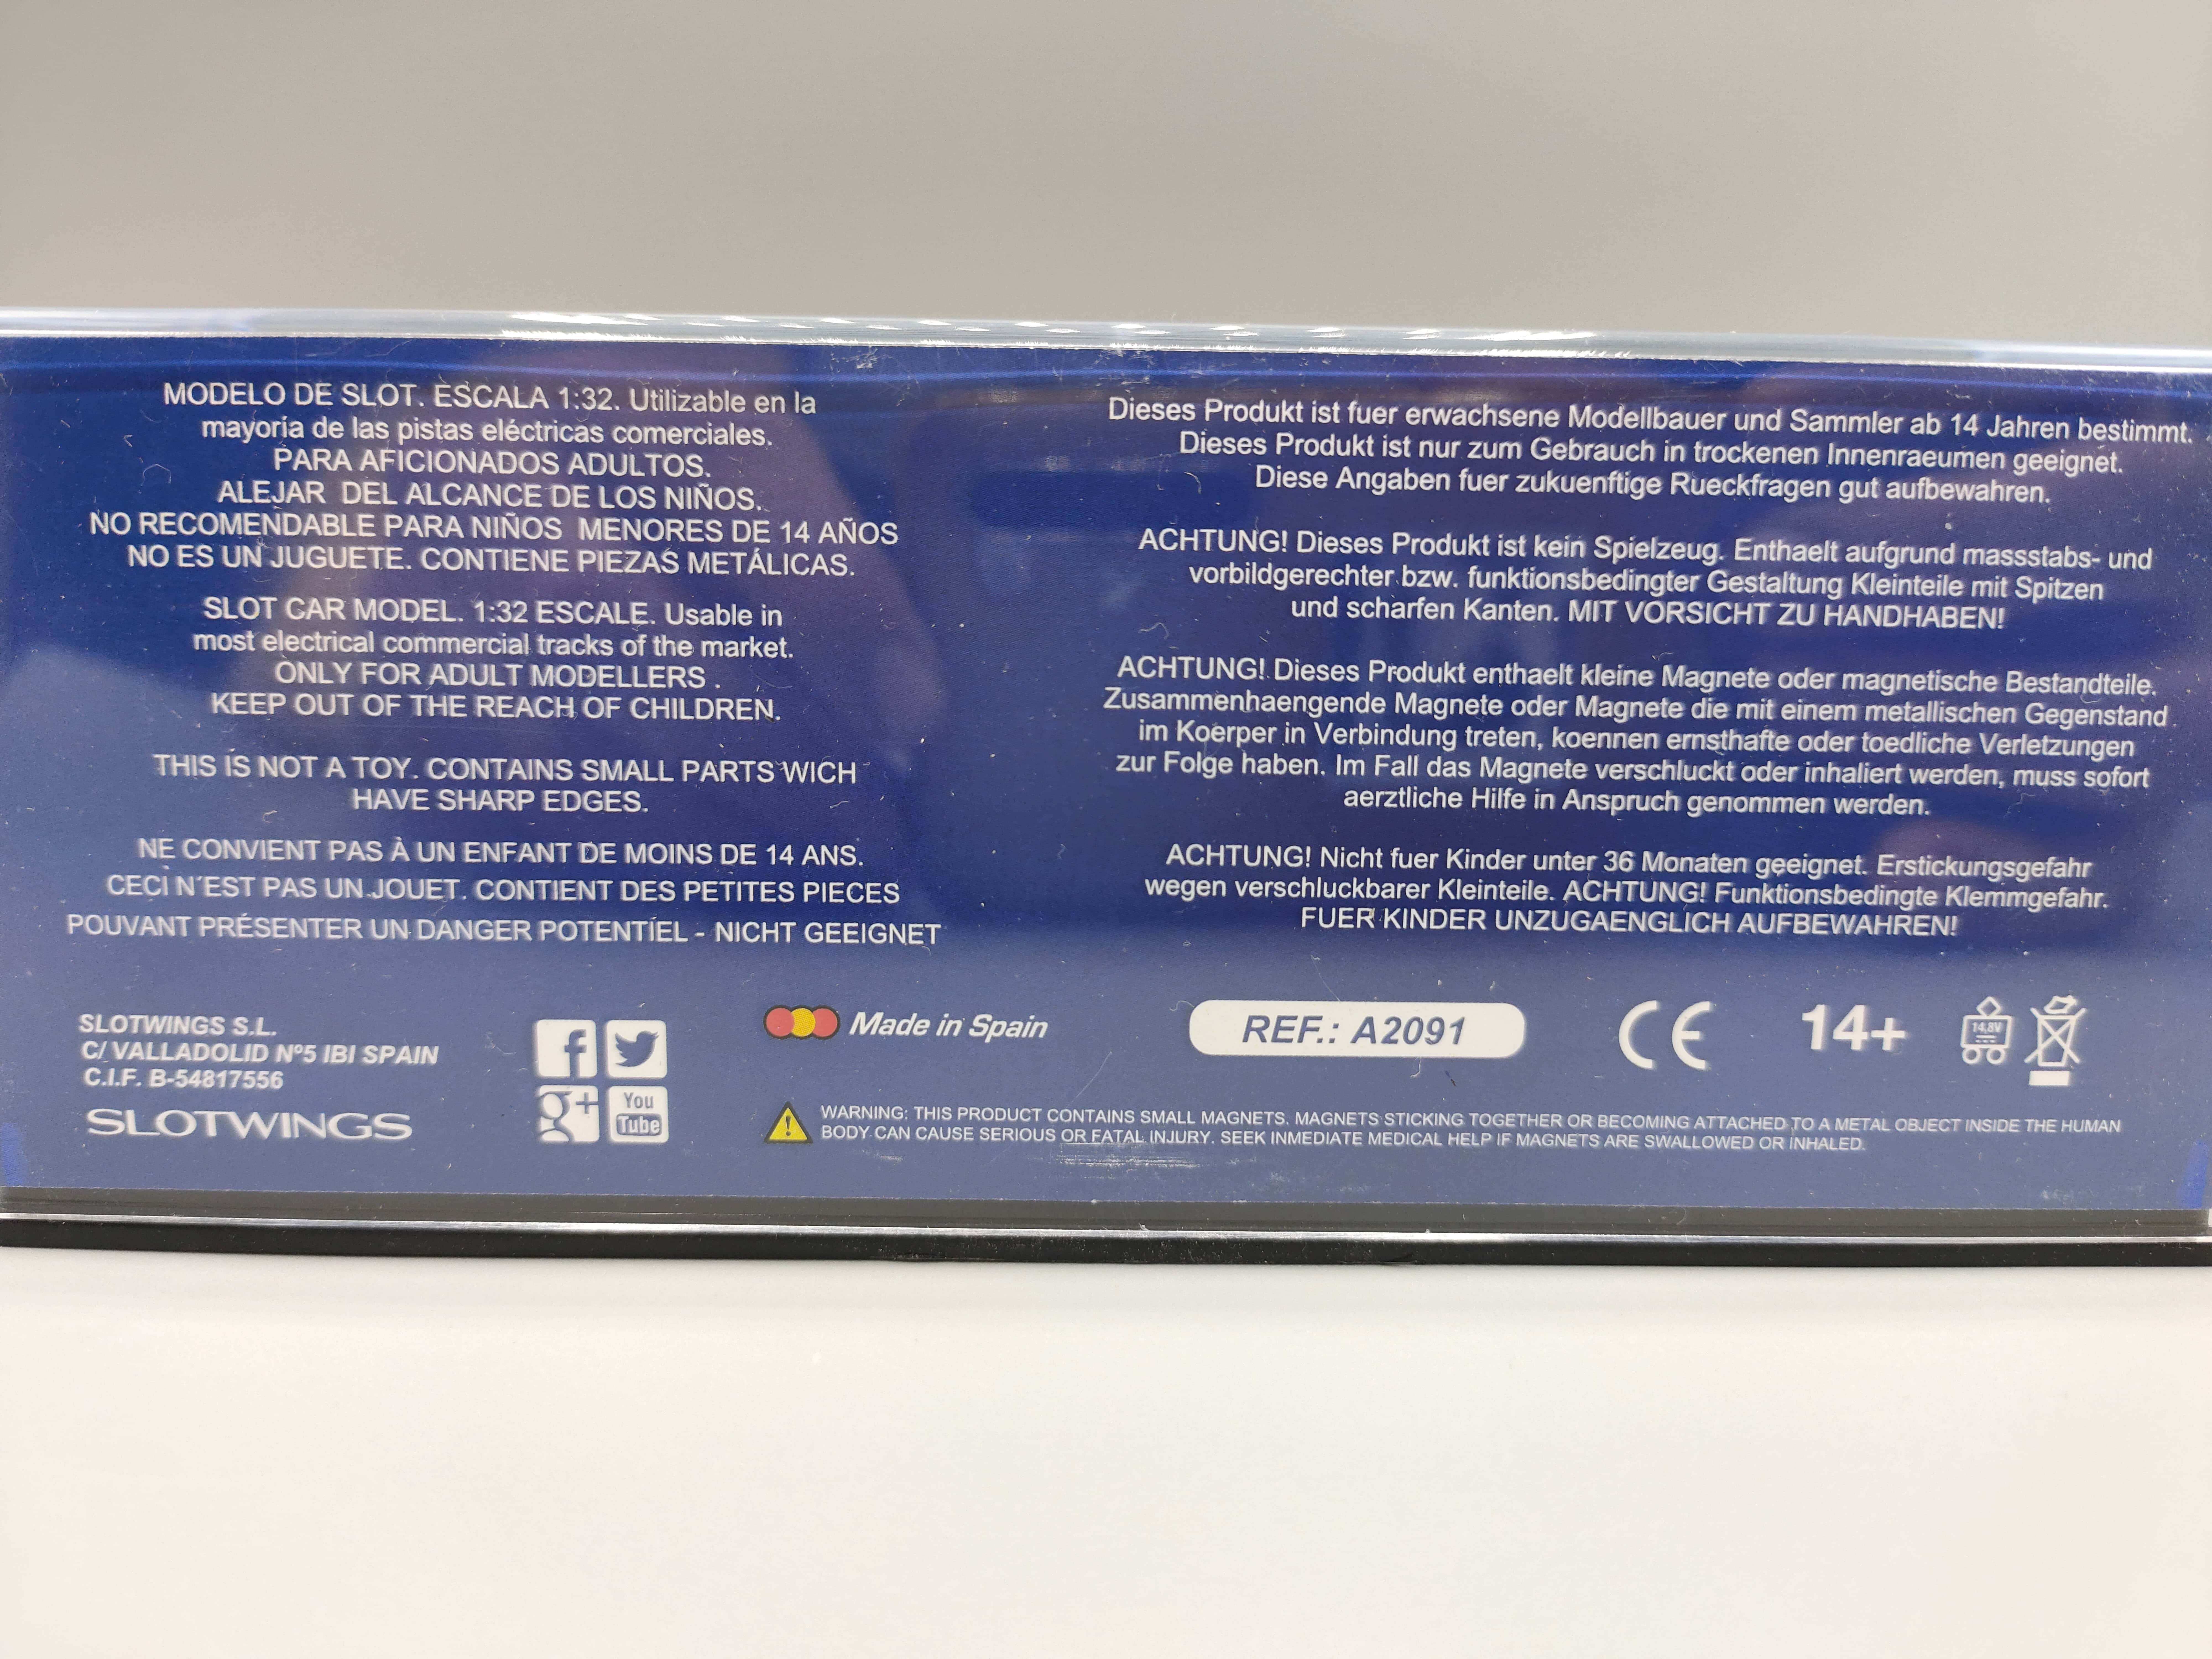 MODELO DE SLOT. ESCALA 1:32. Utilizable en la
mayoría de las pistas eléctricas comerciales.
PARA AFICIONADOS ADULTOS.
ALEJAR DEL ALCANCE DE LOS NIÑOS.
NO RECOMENDABLE PARA NIÑOS MENORES DE 14 AÑOS
NO ES UN JUGUETE. CONTIENE PIEZAS METÁLICAS.
SLOT CAR MODEL. 1:32 ESCALE. Usable in
most electrical commercial tracks of the market.
ONLY FOR ADULT MODELLERS .
KEEP OUT OF THE REACH OF CHILDREN.
THIS IS NOT A TOY. CONTAINS SMALL PARTS WICH
HAVE SHARP EDGES.
NE CONVIENT PAS À UN ENFANT DE MOINS DE 14 ANS.
CECI N´EST PAS UN JOUET. CONTIENT DES PETITES PIECES
POUVANT PRÉSENTER UN DANGER POTENTIEL - NICHT GEEIGNET
Dieses Produkt ist fuer erwachsene Modellbauer und Sammler ab 14 Jahren bestimmt.
Dieses Produkt ist nur zum Gebrauch in trockenen Innenraeumen geeignet.
Diese Angaben fuer zukuenftige Rueckfragen gut aufbewahren.
ACHTUNG! Dieses Produkt ist kein Spielzeug. Enthaelt aufgrund massstabs- und
vorbildgerechter bzw. funktionsbedingter Gestaltung Kleinteile mit Spitzen
und scharfen Kanten. MIT VORSICHT ZU HANDHABEN!
ACHTUNG! Dieses Produkt enthaelt kleine Magnete oder magnetische Bestandteile.
Zusammenhaengende Magnete oder Magnete die mit einem metallischen Gegenstand
im Koerper in Verbindung treten, koennen ernsthafte oder toedliche Verletzungen
zur Folge haben. Im Fall das Magnete verschluckt oder inhaliert werden, muss sofort
aerztliche Hilfe in Anspruch genommen werden.
ACHTUNG! Nicht fuer Kinder unter 36 Monaten geeignet. Erstickungsgefahr
wegen verschluckbarer Kleinteile. ACHTUNG! Funktionsbedingte Klemmgefahr.
FUER KINDER UNZUGAENGLICH AUFBEWAHREN!
SLOTWINGS S.L.
C/ VALLADOLID Nº5 IBI SPAIN
C.I.F. B-54817556
SLOTWINGS
f
g+
You
Tube
Made in Spain
REF.: A2091
CE
14+
14,8V
WARNING: THIS PRODUCT CONTAINS SMALL MAGNETS. MAGNETS STICKING TOGETHER OR BECOMING ATTACHED TO A METAL OBJECT INSIDE THE HUMAN
BODY CAN CAUSE SERIOUS OR FATAL INJURY. SEEK INMEDIATE MEDICAL HELP IF MAGNETS ARE SWALLOWED OR INHALED.